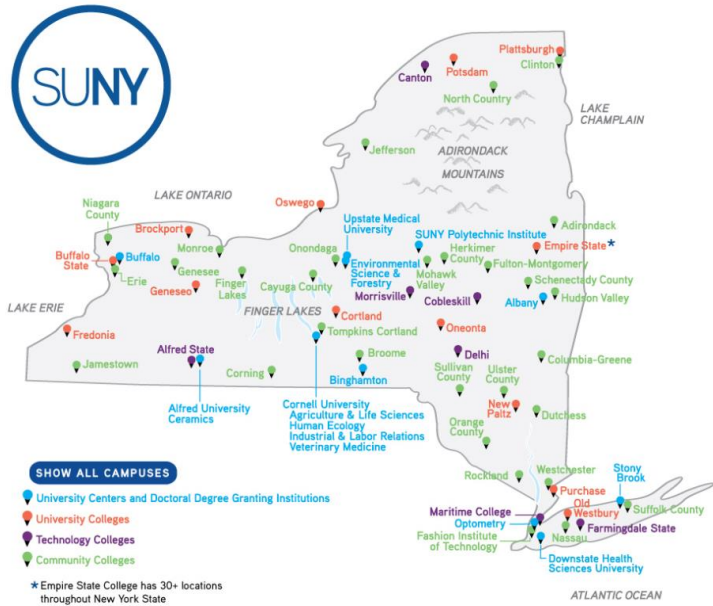 SUNY
Plattsburgh
Clinton
Canton
Potsdam
North Country
LAKE
CHAMPLAIN
Jefferson
ADIRONDACK
MOUNTAINS
LAKE ONTARIO
Oswego
Niagara
County
Brockport
Upstate Medical
University
SUNY Polytechnic Institute
Adirondack
Buffalo
State
Buffalo
Monroe
Onondaga
Environmental
Science &
Forestry
Herkimer
County
Empire State*
Erie
Genesee
Mohawk
Valley
Fulton-Montgomery
Geneseo
Finger
Lakes
Cayuga County
Morrisville
Cobleskill
Schenectady County
Albany
Hudson Valley
LAKE ERIE
FINGER LAKES
Cortland
Oneonta
Fredonia
Tompkins Cortland
Alfred State
Broome
Delhi
Columbia-Greene
Jamestown
Corning
Binghamton
Sullivan
County
Ulster
County
Alfred University
Ceramics
Cornell University
Agriculture & Life Sciences
Human Ecology
Industrial & Labor Relations
Veterinary Medicine
New
Paltz
Dutchess
Orange
County
SHOW ALL CAMPUSES
Rockland
Westchester
Stony
Brook
University Centers and Doctoral Degree Granting Institutions
Purchase
Old
Westbury
Suffolk County
University Colleges
Maritime College
Optometry
Farmingdale State
Technology Colleges
Fashion Institute
of Technology
Nassau
Community Colleges
Downstate Health
Sciences University
* Empire State College has 30+ locations
throughout New York State
ATLANTIC OCEAN